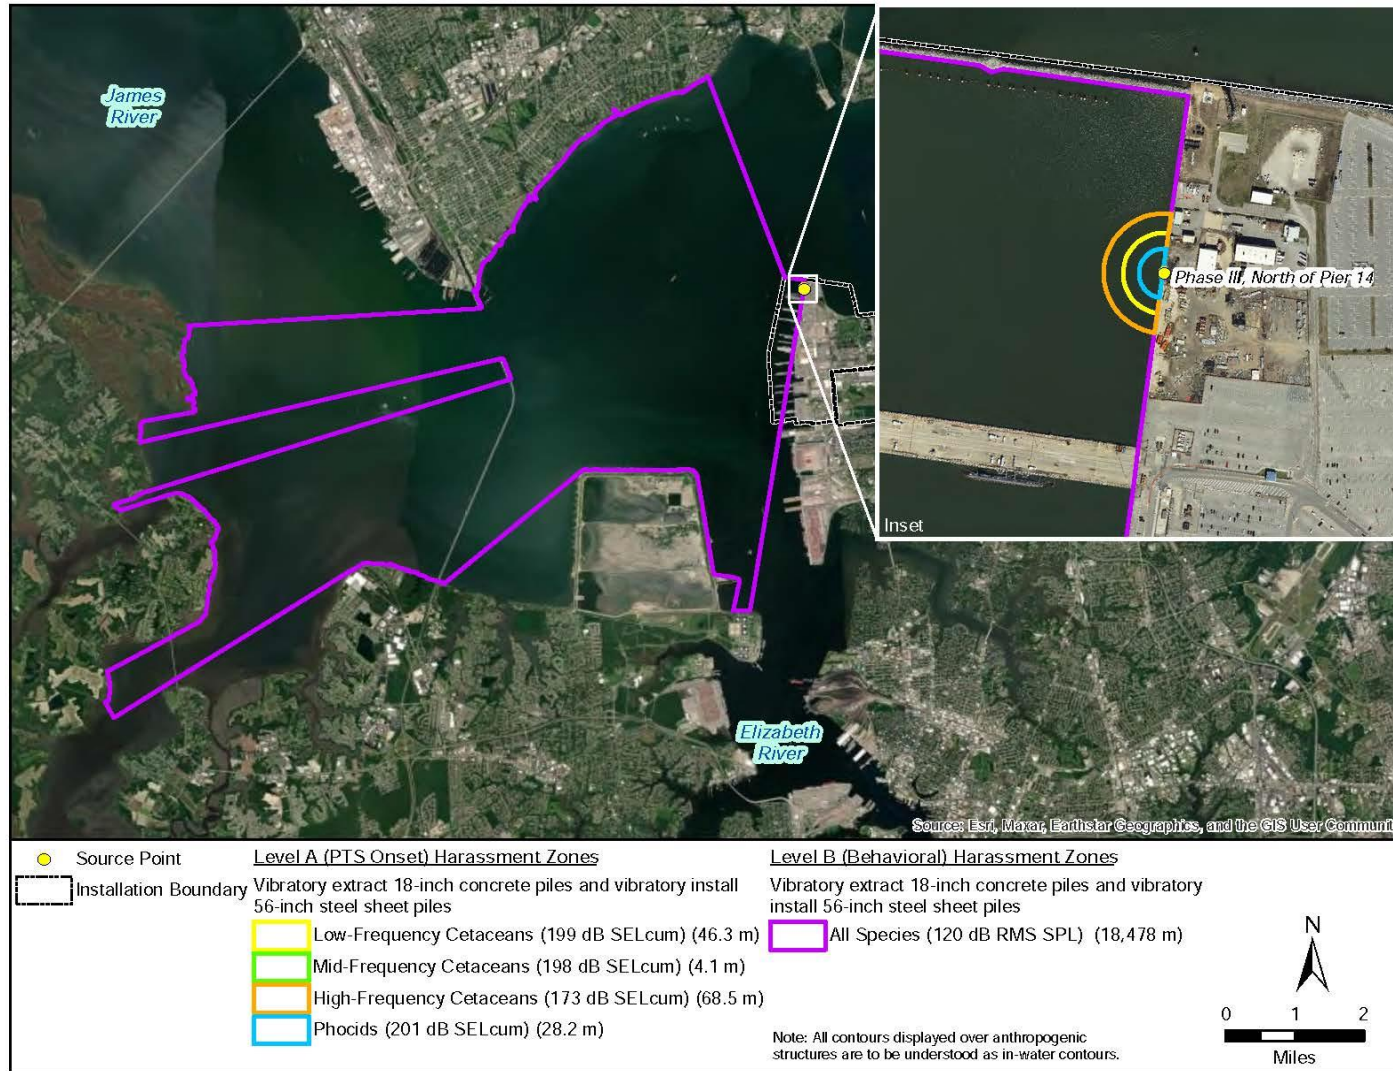 James
River
Phase III, North of Pier 14
Inset
Elizabeth
River
Source: Esri, Maxar, Earthstar Geographics, and the GIS User Communit
Source Point
Installation Boundary
Level A (PTS Onset) Harassment Zones
Vibratory extract 18-inch concrete piles and vibratory install
56-inch steel sheet piles
Low-Frequency Cetaceans (199 dB SELcum) (46.3 m)
Mid-Frequency Cetaceans (198 dB SELcum) (4.1 m)
High-Frequency Cetaceans (173 dB SELcum) (68.5 m)
Phocids (201 dB SELcum) (28.2 m)
Level B (Behavioral) Harassment Zones
Vibratory extract 18-inch concrete piles and vibratory
install 56-inch steel sheet piles
All Species (120 dB RMS SPL) (18,478 m)
Note: All contours displayed over anthropogenic
structures are to be understood as in-water contours.
N
0 1 2
Miles